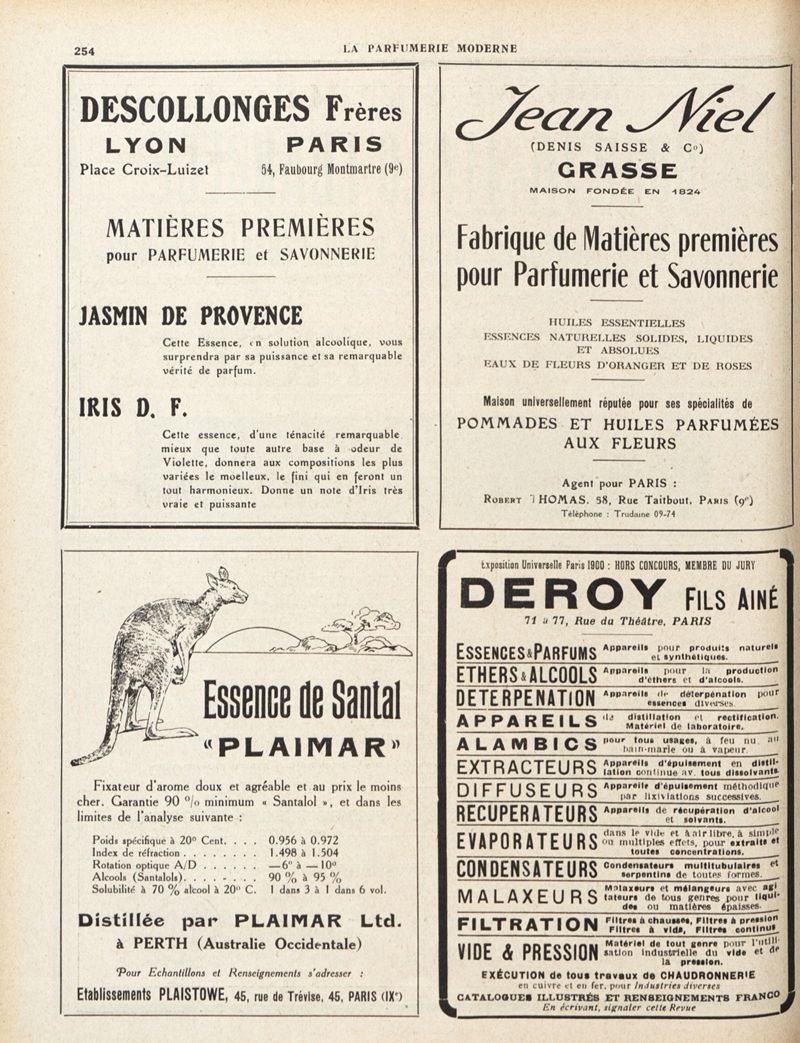 254
LA PARFUMERIE MODERNE
DESCOLLONGES Frères
LYON PARIS
Place Croix-Luizet 54, Faubourg Montmartre (9e)
MATIÈRES PREMIÈRES
pour PARFUMERIE et SAVONNERIE
JASMIN DE PROVENCE
Cette Essence, en solution alcoolique, vous
surprendra par sa puissance et sa remarquable
vérité de parfum.
IRIS D. F.
Cette essence, d'une ténacité remarquable
mieux que toute autre base à odeur de
Violette, donnera aux compositions les plus
variées le moelleux, le fini qui en feront un
tout harmonieux. Donne un note d'Iris très
vraie et puissante
Jean Niel
(DENIS SAISSE & Co)
GRASSE
MAISON FONDÉE EN 1824
Fabrique de Matières premières
pour Parfumerie et Savonnerie
HUILES ESSENTIELLES
ESSENCES NATURELLES SOLIDES, LIQUIDES
ET ABSOLUES
EAUX DE FLEURS D'ORANGER ET DE ROSES
Maison universellement réputée pour ses spécialités de
POMMADES ET HUILES PARFUMÉES
AUX FLEURS
Agent pour PARIS :
ROBERT THOMAS. 58, Rue Taitbout, PARIS (9e)
Téléphone : Trudaine 09-74
Essence de Santal
"PLAIMAR"
Fixateur d'arome doux et agréable et au prix le moins
cher. Garantie 90 % minimum « Santalol », et dans les
limites de l'analyse suivante :
Poids spécifique à 20° Cent. . . . 0.956 à 0.972
Index de réfraction . . . . . . . . 1.498 à 1.504
Rotation optique A/D . . . . . . —6° à —10°
Alcools (Santalols). . . . . . . . 90 % à 95 %
Solubilité à 70 % alcool à 20° C. 1 dans 3 à 1 dans 6 vol.
Distillée par PLAIMAR Ltd.
à PERTH (Australie Occidentale)
Pour Echantillons et Renseignements s'adresser :
Etablissements PLAISTOWE, 45, rue de Trévise, 45, PARIS (IXe)
Exposition Universelle Paris 1900 : HORS CONCOURS, MEMBRE DU JURY
DEROY FILS AINÉ
71 à 77, Rue du Théâtre, PARIS
ESSENCES & PARFUMS Appareils pour produits naturels
et synthétiques.
ETHERS & ALCOOLS Appareils pour la production
d'éthers et d'alcools.
DETERPENATION Appareils de déterpénation pour
essences diverses.
APPAREILS de distillation et rectification.
Matériel de laboratoire.
ALAMBICS pour tous usages, à feu nu, au
bain-marie ou à vapeur.
EXTRACTEURS Appareils d'épuisement en distil-
lation continue av. tous dissolvants
DIFFUSEURS Appareils d'épuisement méthodique
par lixiviations successives.
RECUPERATEURS Appareils de récupération d'alcool
et solvants.
EVAPORATEURS dans le vide et à air libre, à simple
ou multiples effets, pour extraits et
toutes concentrations.
CONDENSATEURS Condensateurs multitubulaires et
serpentins de toutes formes.
MALAXEURS Malaxeurs et mélangeurs avec agi
tateurs de tous genres pour liqui-
des ou matières épaisses.
FILTRATION Filtres à chausses, Filtres à pression
Filtres à vide, Filtres continus
VIDE & PRESSION Matériel de tout genre pour l'utili-
sation industrielle du vide et de
la pression.
EXÉCUTION de tous travaux de CHAUDRONNERIE
en cuivre et en fer, pour Industries diverses
CATALOGUES ILLUSTRÉS ET RENSEIGNEMENTS FRANCO
En écrivant, signaler cette Revue